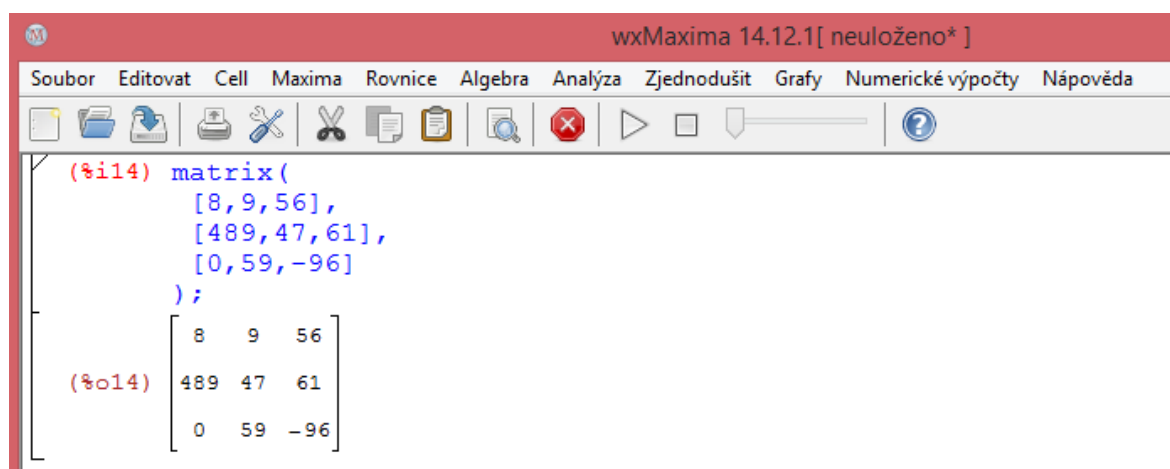 wxMaxima 14.12.1[ neuloženo* ]
Soubor Editovat Cell Maxima Rovnice Algebra Analýza Zjednodušit Grafy Numerické výpočty Nápověda
(%i14) matrix(
[8,9,56],
[489,47,61],
[0,59,-96]
);
8 9 56
(%o14) 489 47 61
0 59 -96